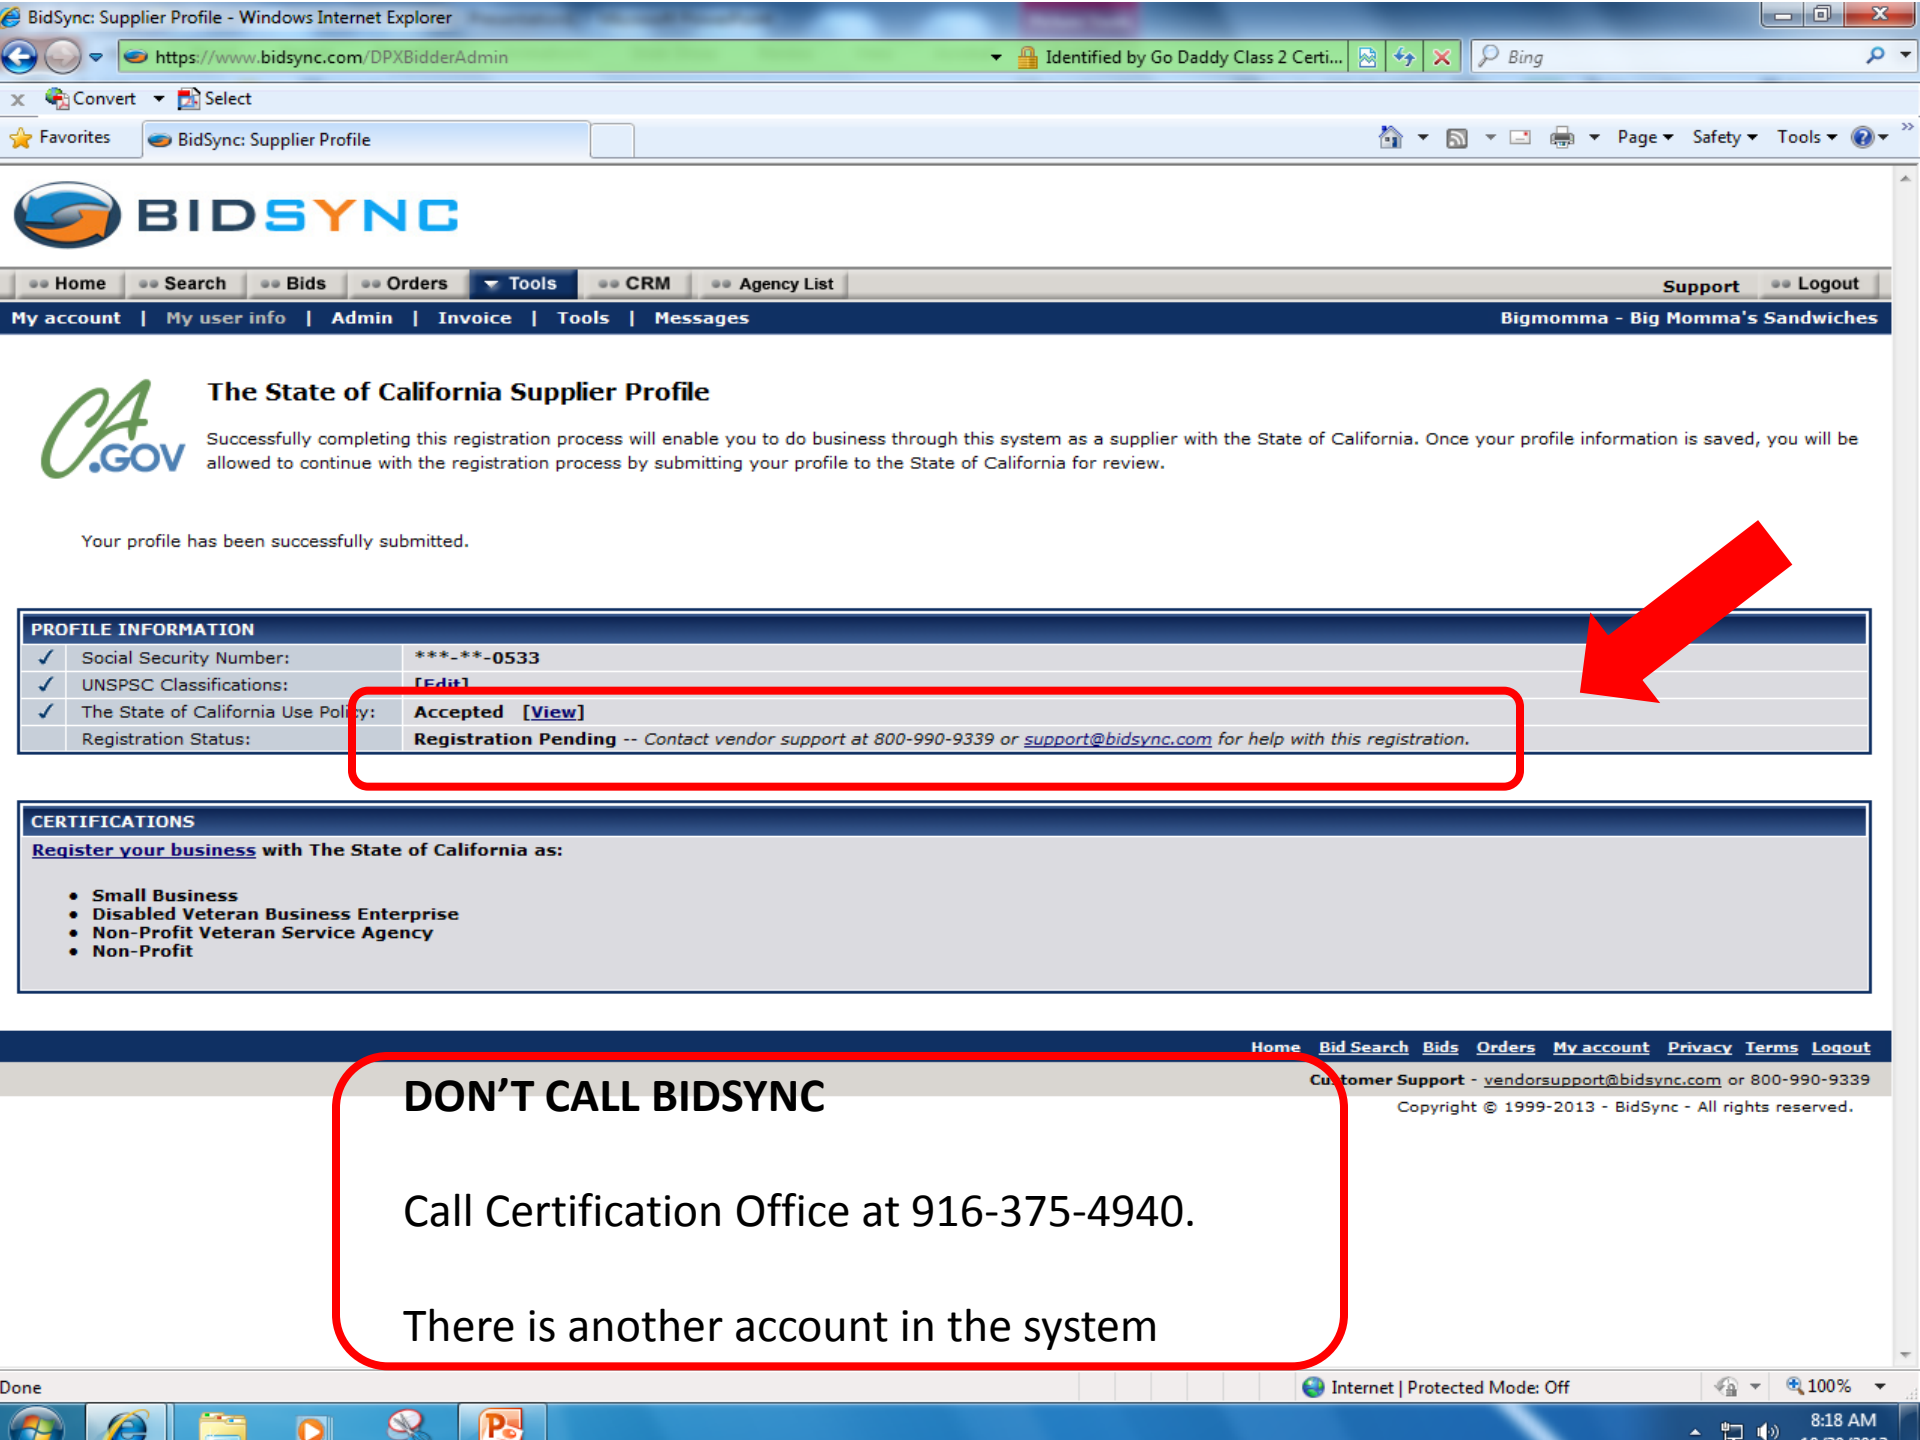 BidSync: Supplier Profile - Windows Internet Explorer
https://www.bidsync.com/DPXBidderAdmin
Identified by Go Daddy Class 2 Certi...
Bing
x Convert Select
Favorites
BidSync: Supplier Profile
Page Safety Tools
BIDSYNC
Home Search Bids Orders Tools CRM Agency List Support Logout
My account | My user info | Admin | Invoice | Tools | Messages
Bigmomma - Big Momma's Sandwiches
CA.GOV
The State of California Supplier Profile
Successfully completing this registration process will enable you to do business through this system as a supplier with the State of California. Once your profile information is saved, you will be
allowed to continue with the registration process by submitting your profile to the State of California for review.
Your profile has been successfully submitted.
PROFILE INFORMATION
Social Security Number: ***-**-0533
UNSPSC Classifications: [Edit]
The State of California Use Policy: Accepted [View]
Registration Status: Registration Pending -- Contact vendor support at 800-990-9339 or support@bidsync.com for help with this registration.
CERTIFICATIONS
Register your business with The State of California as:
• Small Business
• Disabled Veteran Business Enterprise
• Non-Profit Veteran Service Agency
• Non-Profit
Home Bid Search Bids Orders My account Privacy Terms Logout
Customer Support - vendorsupport@bidsync.com or 800-990-9339
Copyright © 1999-2013 - BidSync - All rights reserved.
DON'T CALL BIDSYNC
Call Certification Office at 916-375-4940.
There is another account in the system
Done
Internet | Protected Mode: Off
100%
8:18 AM